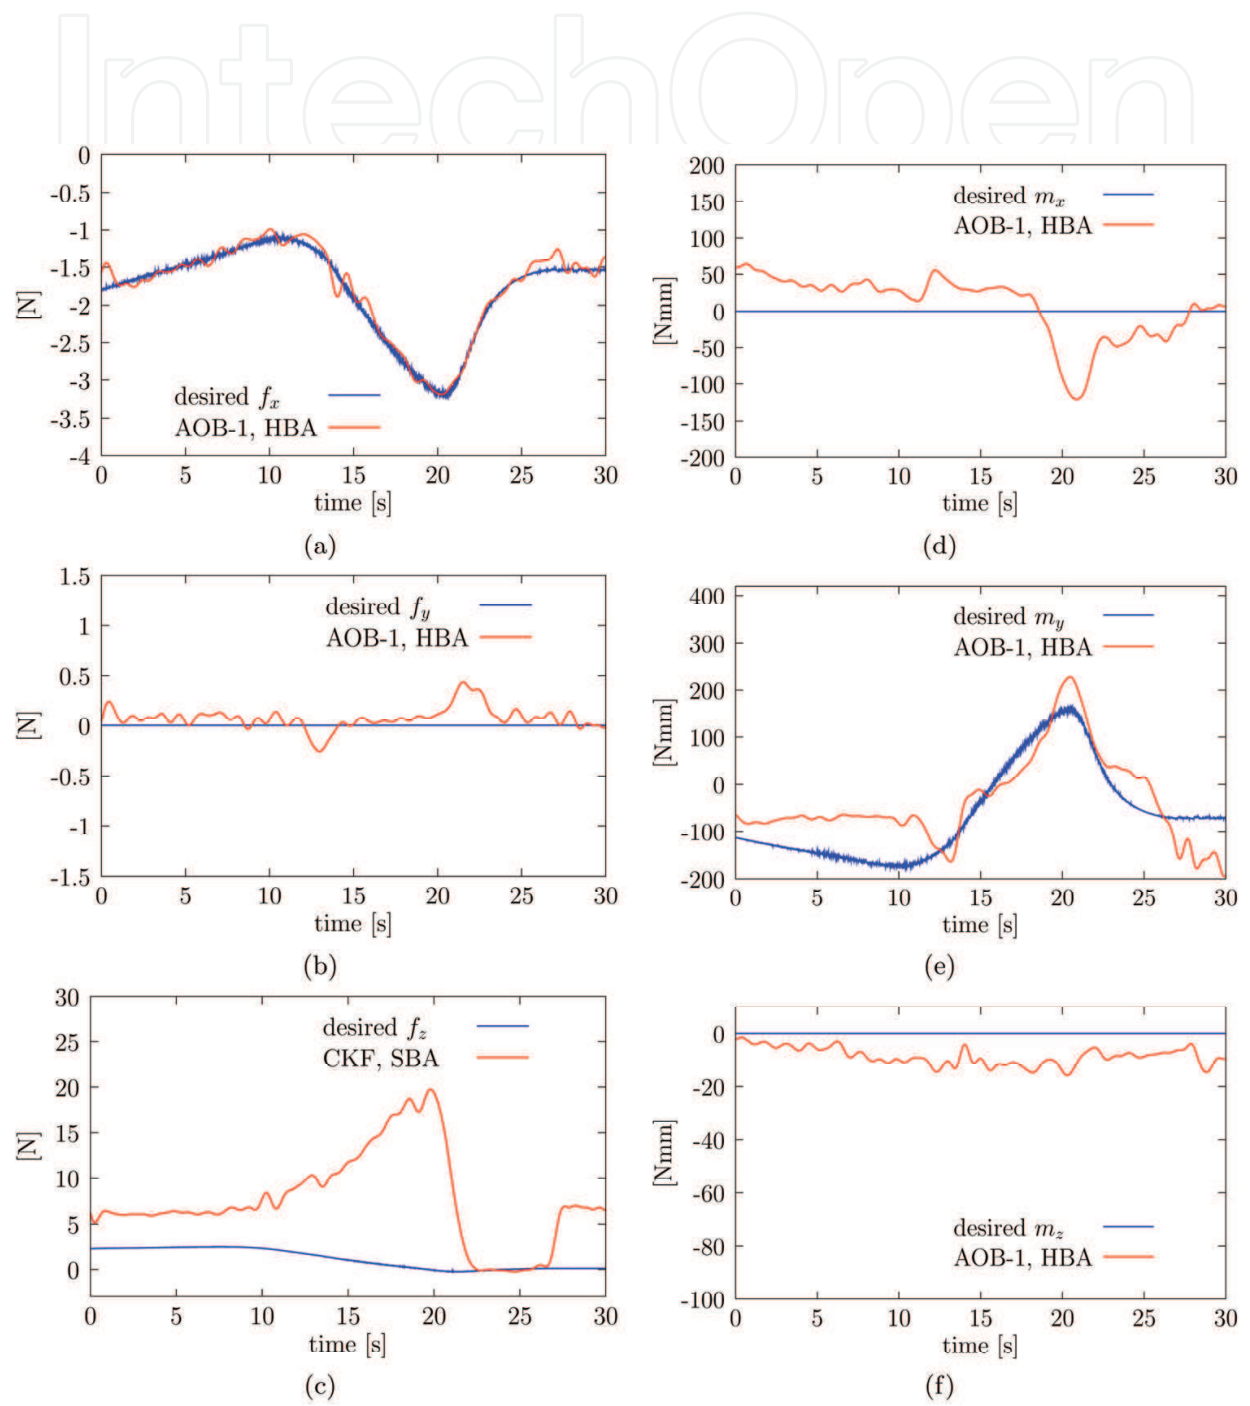 IntechOpen
0
-0.5
-1
-1.5
-2
-2.5
-3
-3.5
-4
[N]
desired f_x
AOB-1, HBA
0 5 10 15 20 25 30
time [s]
(a)
200
150
100
50
0
-50
-100
-150
-200
[Nmm]
desired m_x
AOB-1, HBA
0 5 10 15 20 25 30
time [s]
(d)
1.5
1
0.5
0
-0.5
-1
-1.5
[N]
desired f_y
AOB-1, HBA
0 5 10 15 20 25 30
time [s]
(b)
400
300
200
100
0
-100
-200
[Nmm]
desired m_y
AOB-1, HBA
0 5 10 15 20 25 30
time [s]
(e)
30
25
20
15
10
5
0
[N]
desired f_z
CKF, SBA
0 5 10 15 20 25 30
time [s]
(c)
0
-20
-40
-60
-80
-100
[Nmm]
desired m_z
AOB-1, HBA
0 5 10 15 20 25 30
time [s]
(f)